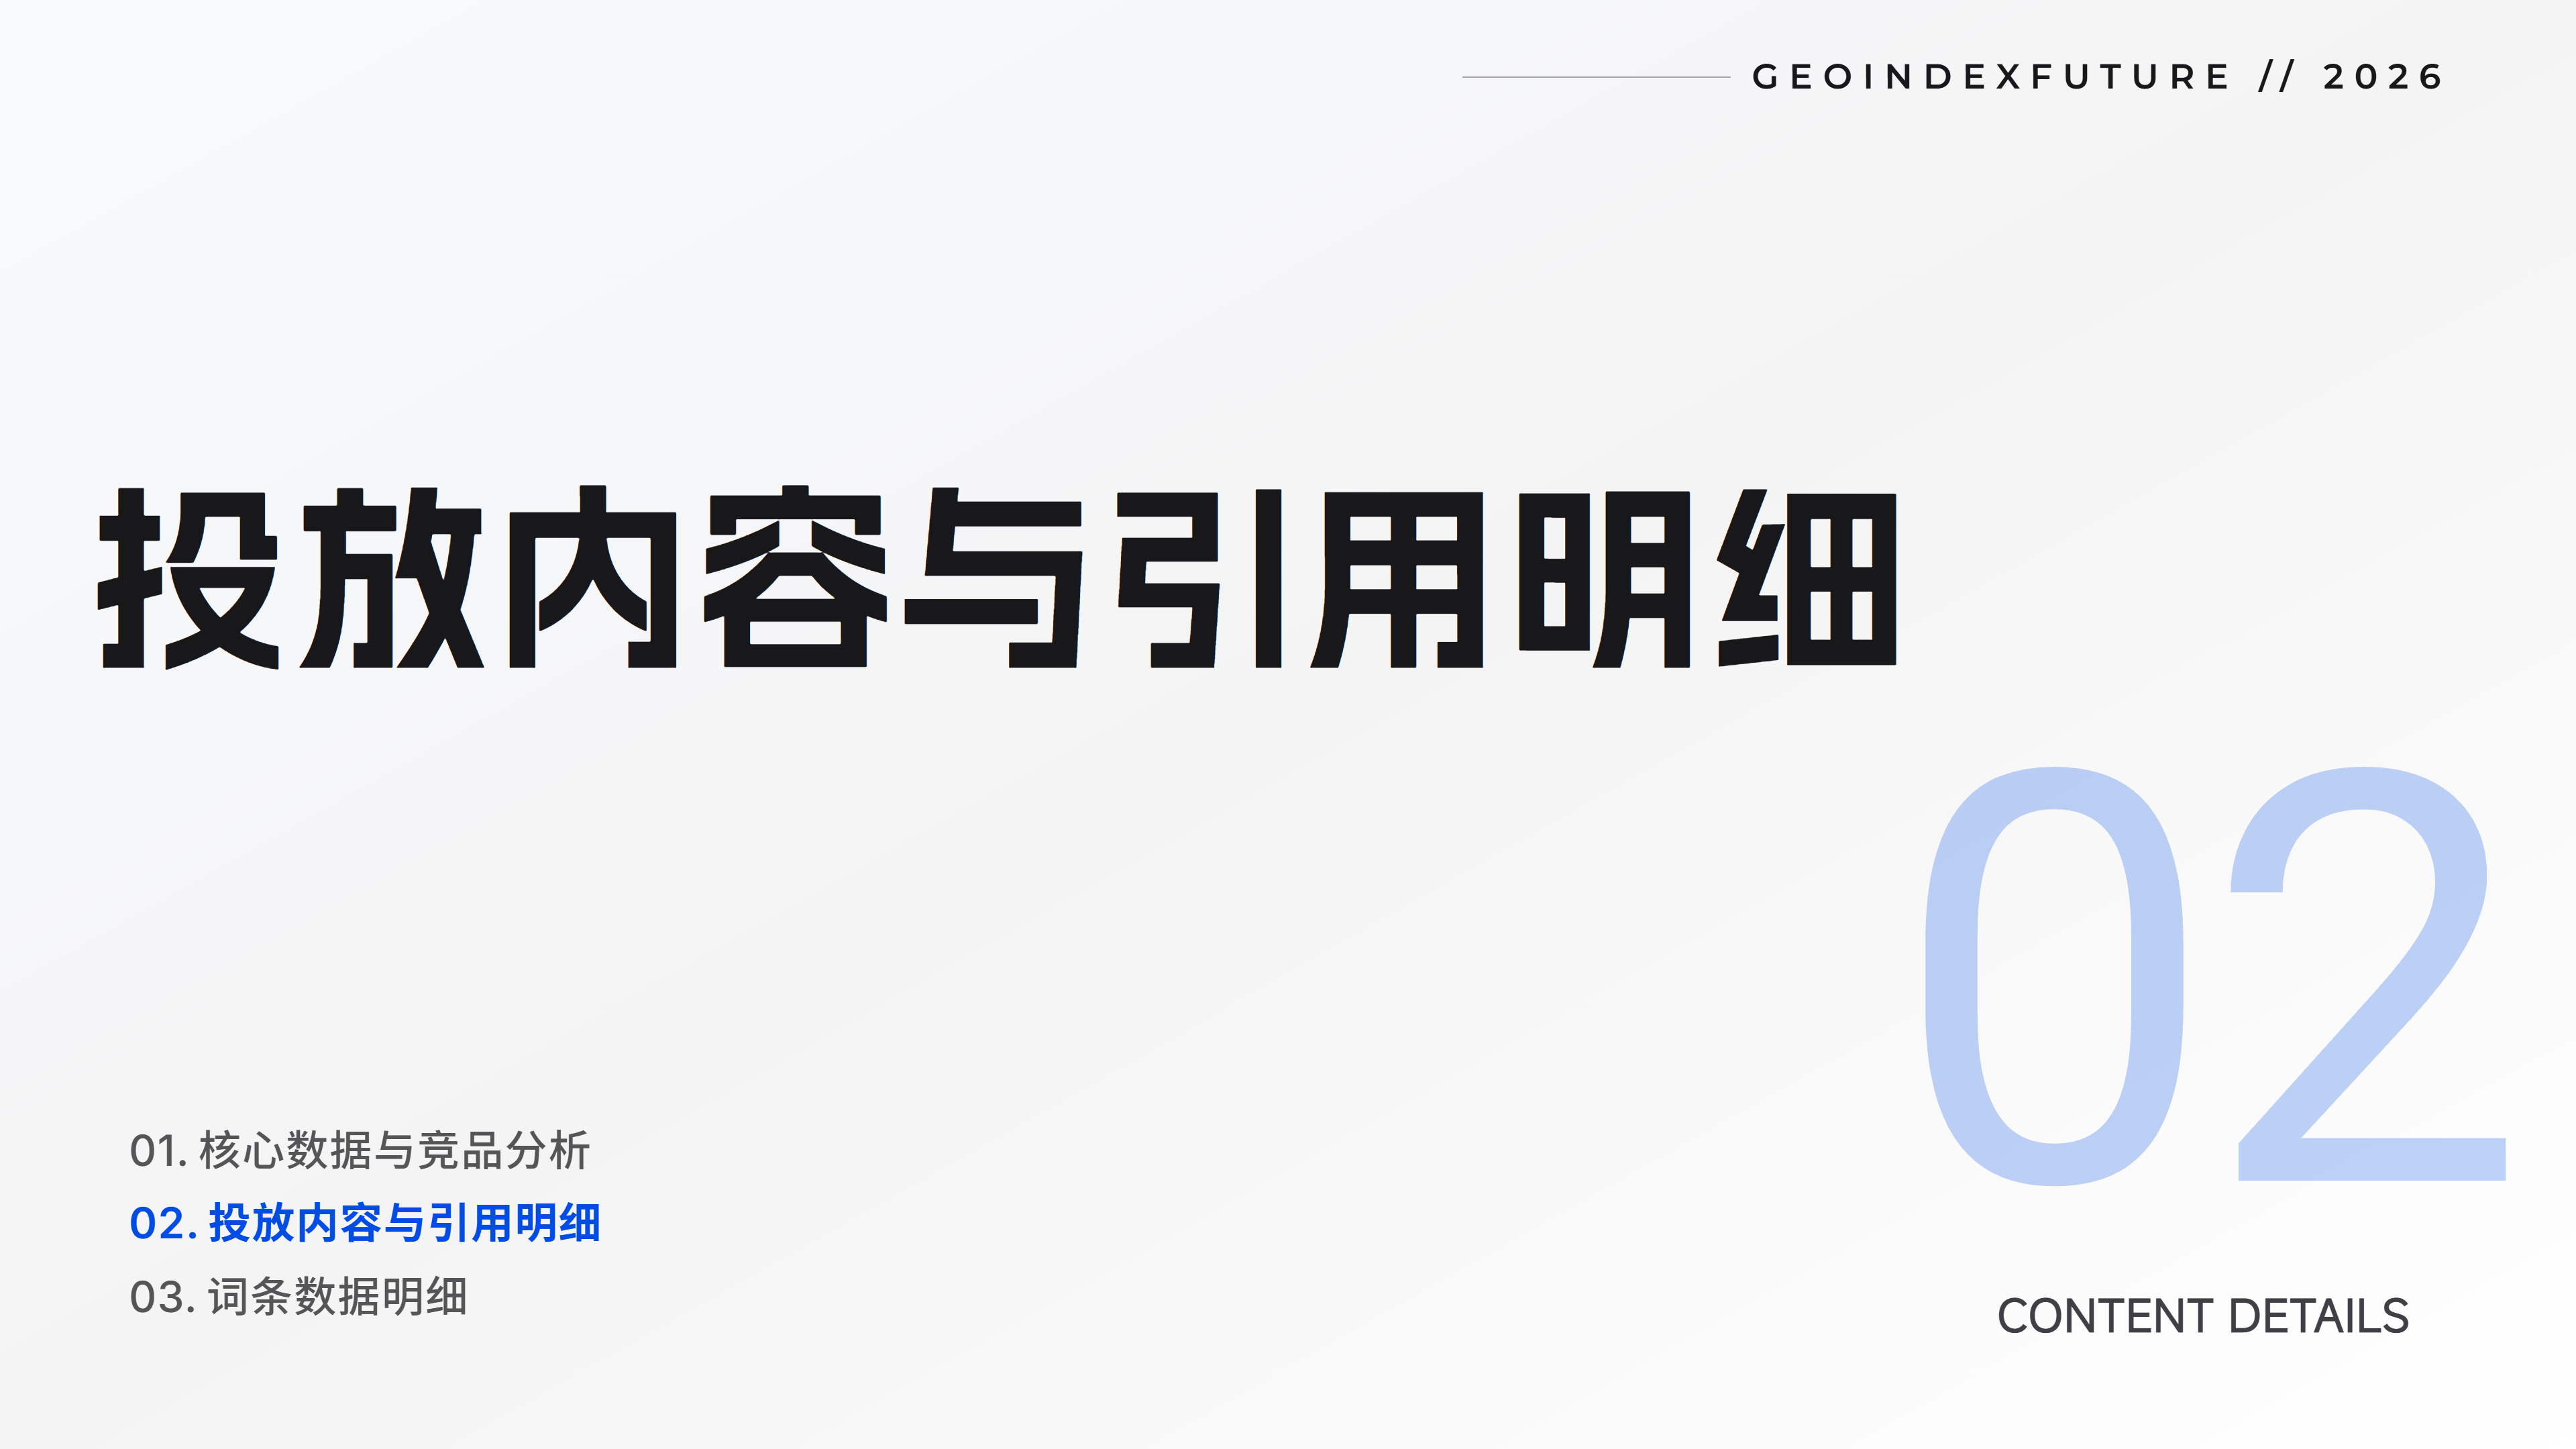 GEOINDEXFUTURE // 2026
投放内容与引用明细
02
01. 核心数据与竞品分析
02. 投放内容与引用明细
03. 词条数据明细
CONTENT DETAILS